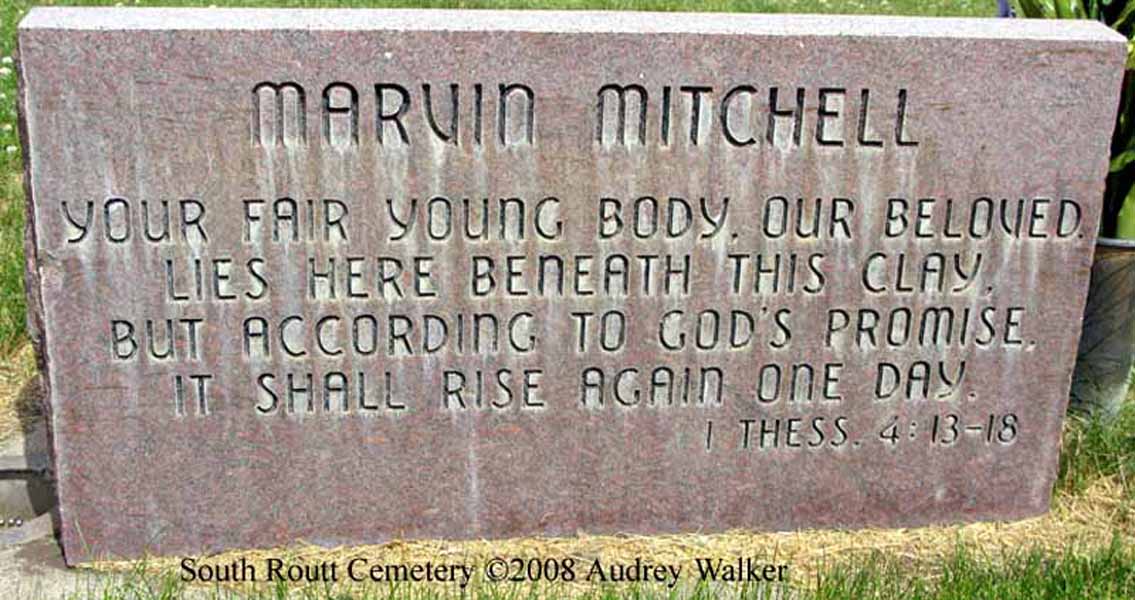 MARVIN MITCHELL
YOUR FAIR YOUNG BODY, OUR BELOVED,
LIES HERE BENEATH THIS CLAY,
BUT ACCORDING TO GOD'S PROMISE,
IT SHALL RISE AGAIN ONE DAY.
1 THESS. 4:13-18
South Routt Cemetery ©2008 Audrey Walker